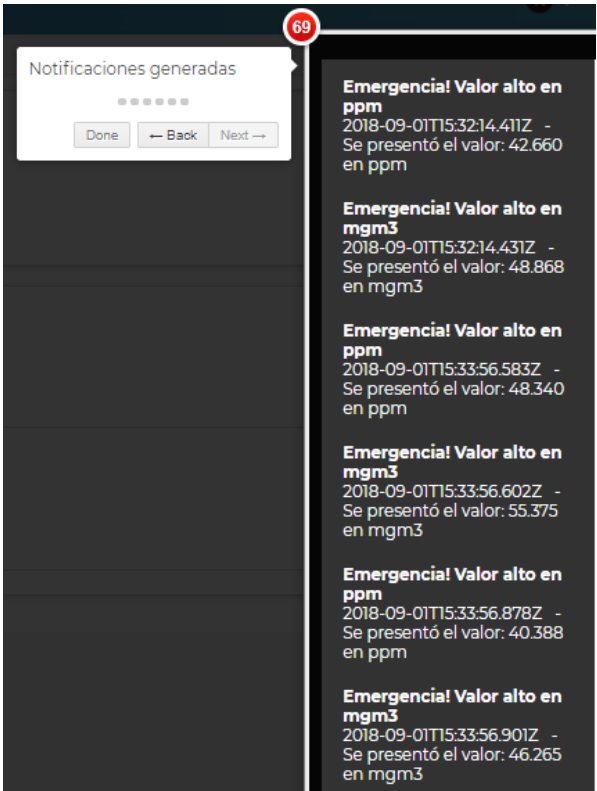 69
Notificaciones generadas
Done
← Back
Next →
Emergencia! Valor alto en
ppm
2018-09-01T15:32:14.411Z -
Se presentó el valor: 42.660
en ppm
Emergencia! Valor alto en
mgm3
2018-09-01T15:32:14.431Z -
Se presentó el valor: 48.868
en mgm3
Emergencia! Valor alto en
ppm
2018-09-01T15:33:56.583Z -
Se presentó el valor: 48.340
en ppm
Emergencia! Valor alto en
mgm3
2018-09-01T15:33:56.602Z -
Se presentó el valor: 55.375
en mgm3
Emergencia! Valor alto en
ppm
2018-09-01T15:33:56.878Z -
Se presentó el valor: 40.388
en ppm
Emergencia! Valor alto en
mgm3
2018-09-01T15:33:56.901Z -
Se presentó el valor: 46.265
en mgm3